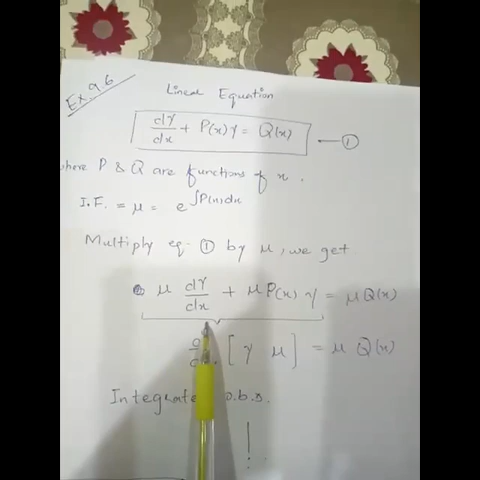 Ex 9.6
Linear Equation
dy/dx + P(x) y = Q(x) — ①
where P & Q are functions of x.
I.F. = μ = e^∫P(x)dx
Multiply eq. ① by μ, we get
μ dy/dx + μ P(x) y = μ Q(x)
[ y μ ] = μ Q(x)
Integrate b.s.